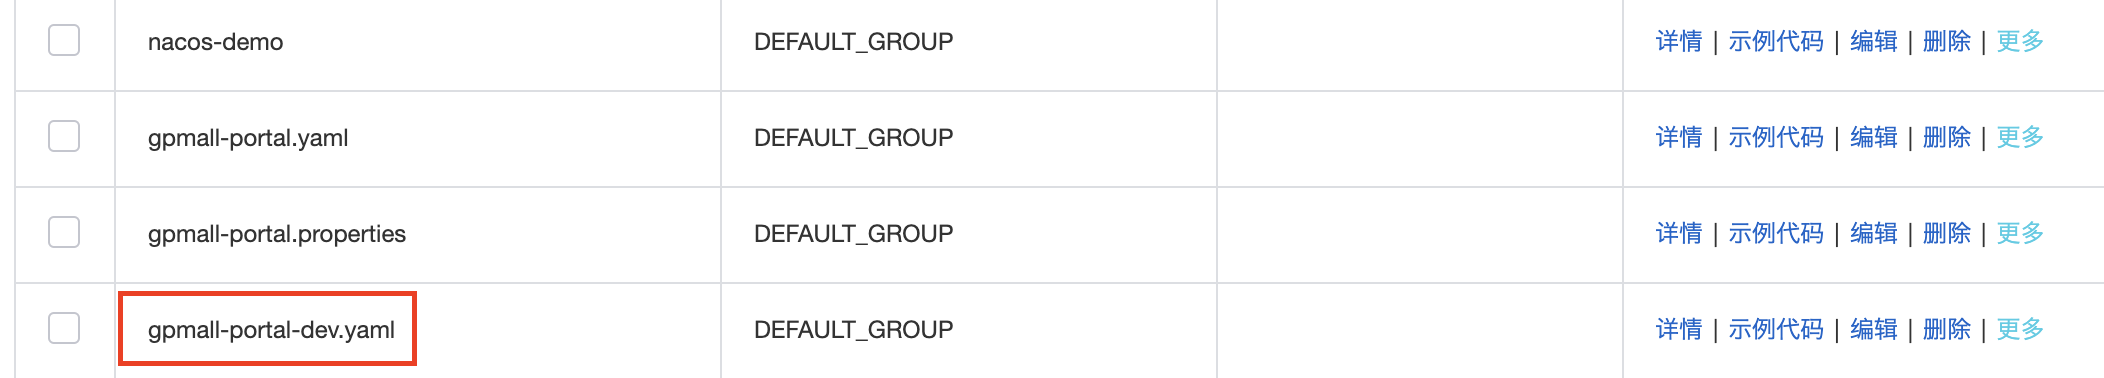 nacos-demo DEFAULT_GROUP 详情 | 示例代码 | 编辑 | 删除 | 更多
gpmall-portal.yaml DEFAULT_GROUP 详情 | 示例代码 | 编辑 | 删除 | 更多
gpmall-portal.properties DEFAULT_GROUP 详情 | 示例代码 | 编辑 | 删除 | 更多
gpmall-portal-dev.yaml DEFAULT_GROUP 详情 | 示例代码 | 编辑 | 删除 | 更多